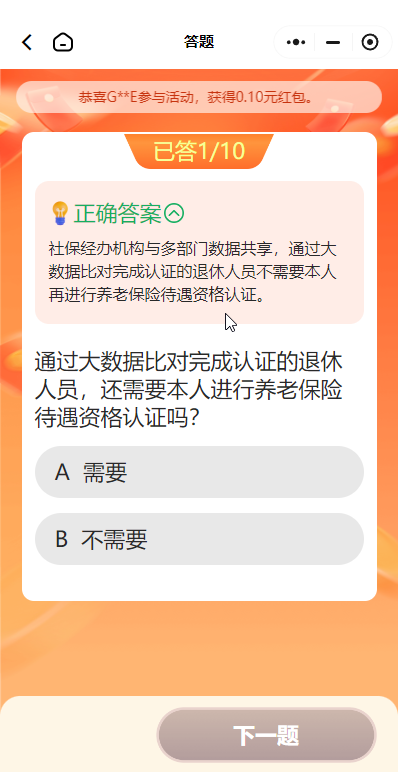 答题
恭喜G**E参与活动，获得0.10元红包。
已答1/10
正确答案
社保经办机构与多部门数据共享，通过大
数据比对完成认证的退休人员不需要本人
再进行养老保险待遇资格认证。
通过大数据比对完成认证的退休
人员，还需要本人进行养老保险
待遇资格认证吗？
A 需要
B 不需要
下一题